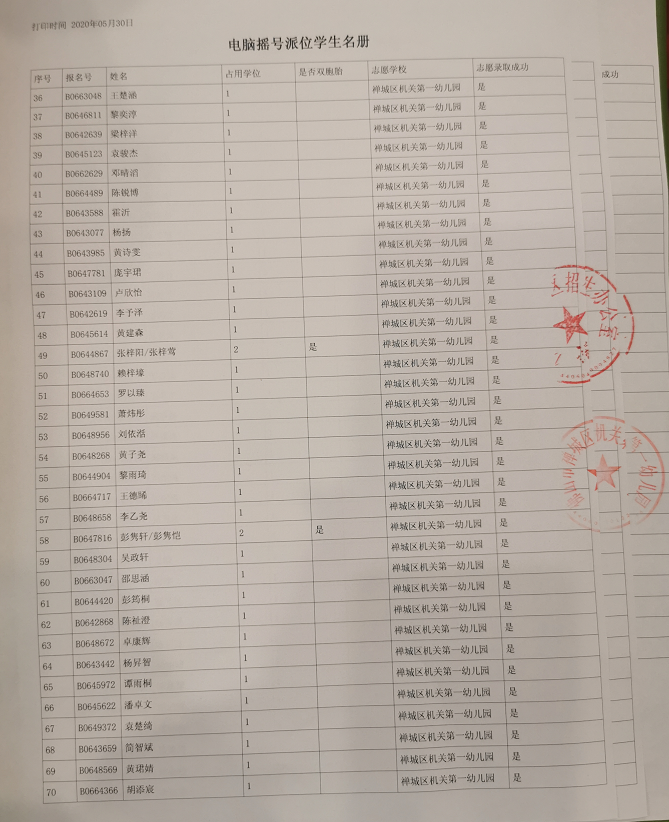 打印时间 2020年05月30日
电脑摇号派位学生名册
序号 报名号 姓名 占用学位 是否双胞胎 志愿学校 志愿录取成功 成功
36 B0663048 王楚涵 1 禅城区机关第一幼儿园 是
37 B0646811 黎奕淳 1 禅城区机关第一幼儿园 是
38 B0642639 梁梓洋 1 禅城区机关第一幼儿园 是
39 B0645123 袁骏杰 1 禅城区机关第一幼儿园 是
40 B0662629 邓晴滔 1 禅城区机关第一幼儿园 是
41 B0664489 陈锐博 1 禅城区机关第一幼儿园 是
42 B0643588 霍沂 1 禅城区机关第一幼儿园 是
43 B0643077 杨扬 1 禅城区机关第一幼儿园 是
44 B0643985 黄诗雯 1 禅城区机关第一幼儿园 是
45 B0647781 庞宇珺 1 禅城区机关第一幼儿园 是
46 B0643109 卢欣怡 1 禅城区机关第一幼儿园 是
47 B0642619 李予泽 1 禅城区机关第一幼儿园 是
48 B0645614 黄建森 1 禅城区机关第一幼儿园 是
49 B0644867 张梓阳/张梓莺 2 是 禅城区机关第一幼儿园 是
50 B0648740 赖梓壕 1 禅城区机关第一幼儿园 是
51 B0664653 罗以臻 1 禅城区机关第一幼儿园 是
52 B0649581 萧炜彤 1 禅城区机关第一幼儿园 是
53 B0648956 刘依 1 禅城区机关第一幼儿园 是
54 B0648268 黄子尧 1 禅城区机关第一幼儿园 是
55 B0644904 黎雨琦 1 禅城区机关第一幼儿园 是
56 B0664717 王德晞 1 禅城区机关第一幼儿园 是
57 B0648658 李乙尧 1 禅城区机关第一幼儿园 是
58 B0647816 彭隽轩/彭隽恺 2 是 禅城区机关第一幼儿园 是
59 B0648304 吴政轩 1 禅城区机关第一幼儿园 是
60 B0663047 邵思涵 1 禅城区机关第一幼儿园 是
61 B0644420 彭筠桐 1 禅城区机关第一幼儿园 是
62 B0642868 陈祉澄 1 禅城区机关第一幼儿园 是
63 B0648672 卓康辉 1 禅城区机关第一幼儿园 是
64 B0643442 杨昇智 1 禅城区机关第一幼儿园 是
65 B0645972 谭雨桐 1 禅城区机关第一幼儿园 是
66 B0645622 潘卓文 1 禅城区机关第一幼儿园 是
67 B0649372 袁楚绮 1 禅城区机关第一幼儿园 是
68 B0643659 简智斌 1 禅城区机关第一幼儿园 是
69 B0648569 黄珺婧 1 禅城区机关第一幼儿园 是
70 B0664366 胡添宸 1 禅城区机关第一幼儿园 是
招生办公室
禅城区机关第一幼儿园